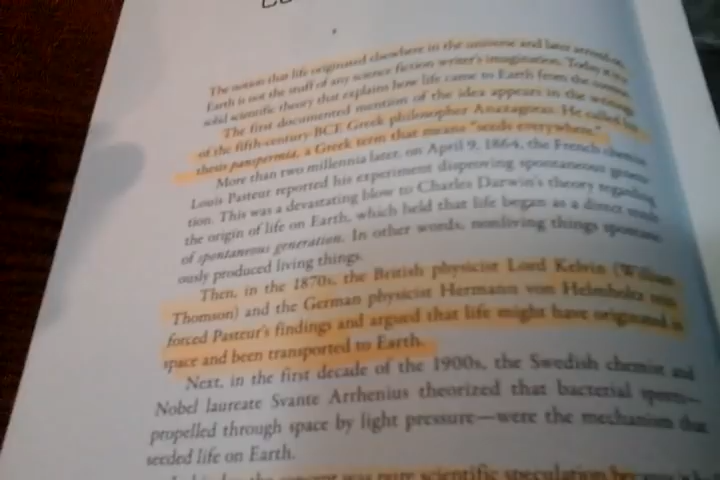 The notion that life originated elsewhere in the universe and later
Earth is not the stuff of any science fiction writer's imagination. Today it is
solid scientific theory that explains how life came to Earth from the
The first documented mention of the idea appears in the writings
of the fifth-century BCE Greek philosopher Anaxagoras. He called his
panspermia, a Greek term that means "seeds everywhere."
More than two millennia later, on April 9, 1864, the French chemist
Louis Pasteur reported his experiment disproving spontaneous genera-
tion. This was a devastating blow to Charles Darwin's theory regarding
the origin of life on Earth, which held that life began as a direct result
of spontaneous generation. In other words, nonliving things spontane-
ously produced living things.
Then, in the 1870s, the British physicist Lord Kelvin (William
Thomson) and the German physicist Hermann von Helmholtz rein-
forced Pasteur's findings and argued that life might have originated in
space and been transported to Earth.
Next, in the first decade of the 1900s, the Swedish chemist and
Nobel laureate Svante Arrhenius theorized that bacterial spores—
propelled through space by light pressure—were the mechanism that
seeded life on Earth.
scientific speculation